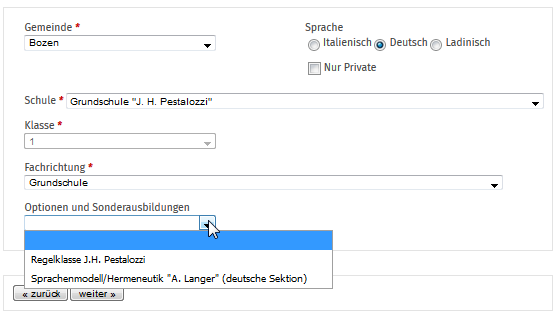 Gemeinde *
Sprache
Bozen
Italienisch Deutsch Ladinisch
Nur Private
Schule * Grundschule "J. H. Pestalozzi"
Klasse *
1
Fachrichtung *
Grundschule
Optionen und Sonderausbildungen
Regelklasse J.H. Pestalozzi
Sprachenmodell/Hermeneutik "A. Langer" (deutsche Sektion)
« zurück weiter »